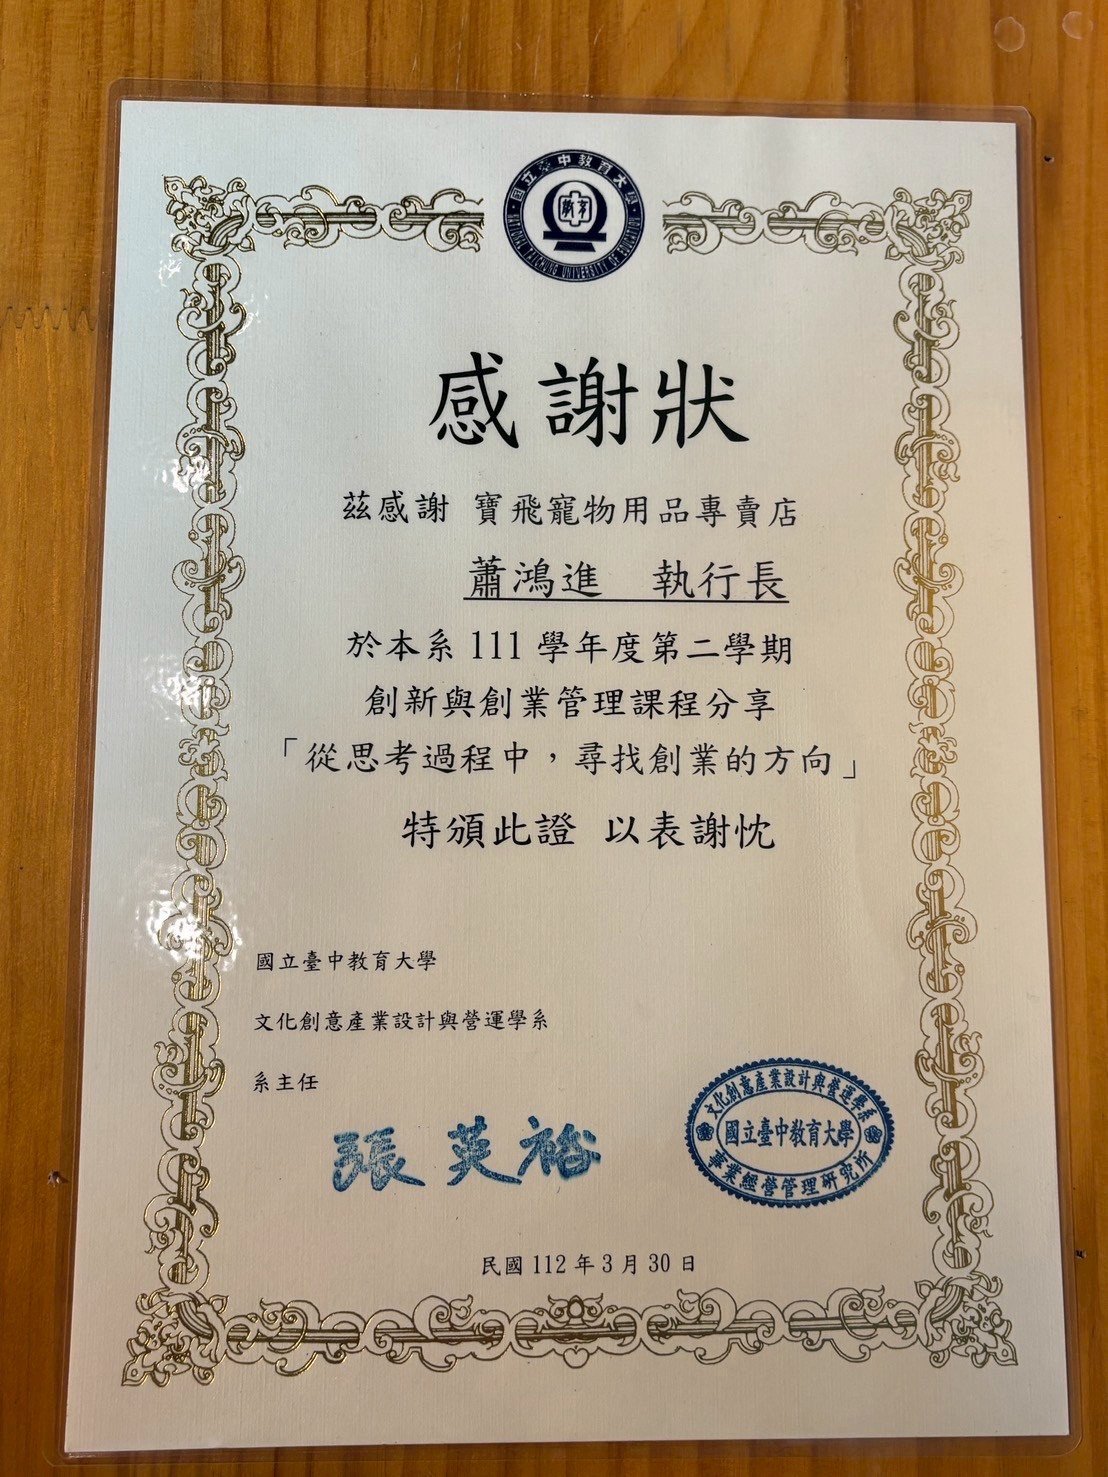 國立臺中教育大學
NATIONAL TAICHUNG UNIVERSITY OF EDUCATION
教育
感謝狀
茲感謝 寶飛寵物用品專賣店
蕭鴻進 執行長
於本系 111 學年度第二學期
創新與創業管理課程分享
「從思考過程中，尋找創業的方向」
特頒此證 以表謝忱
國立臺中教育大學
文化創意產業設計與營運學系
系主任
張英裕
文化創意產業設計與營運學系
國立臺中教育大學
事業經營管理研究所
民國 112 年 3 月 30 日